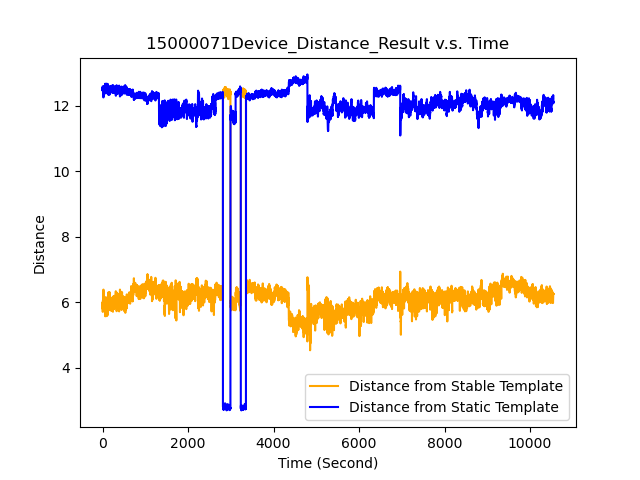 15000071Device_Distance_Result v.s. Time
Distance
12
10
8
6
4
0
2000
4000
6000
8000
10000
Time (Second)
Distance from Stable Template
Distance from Static Template